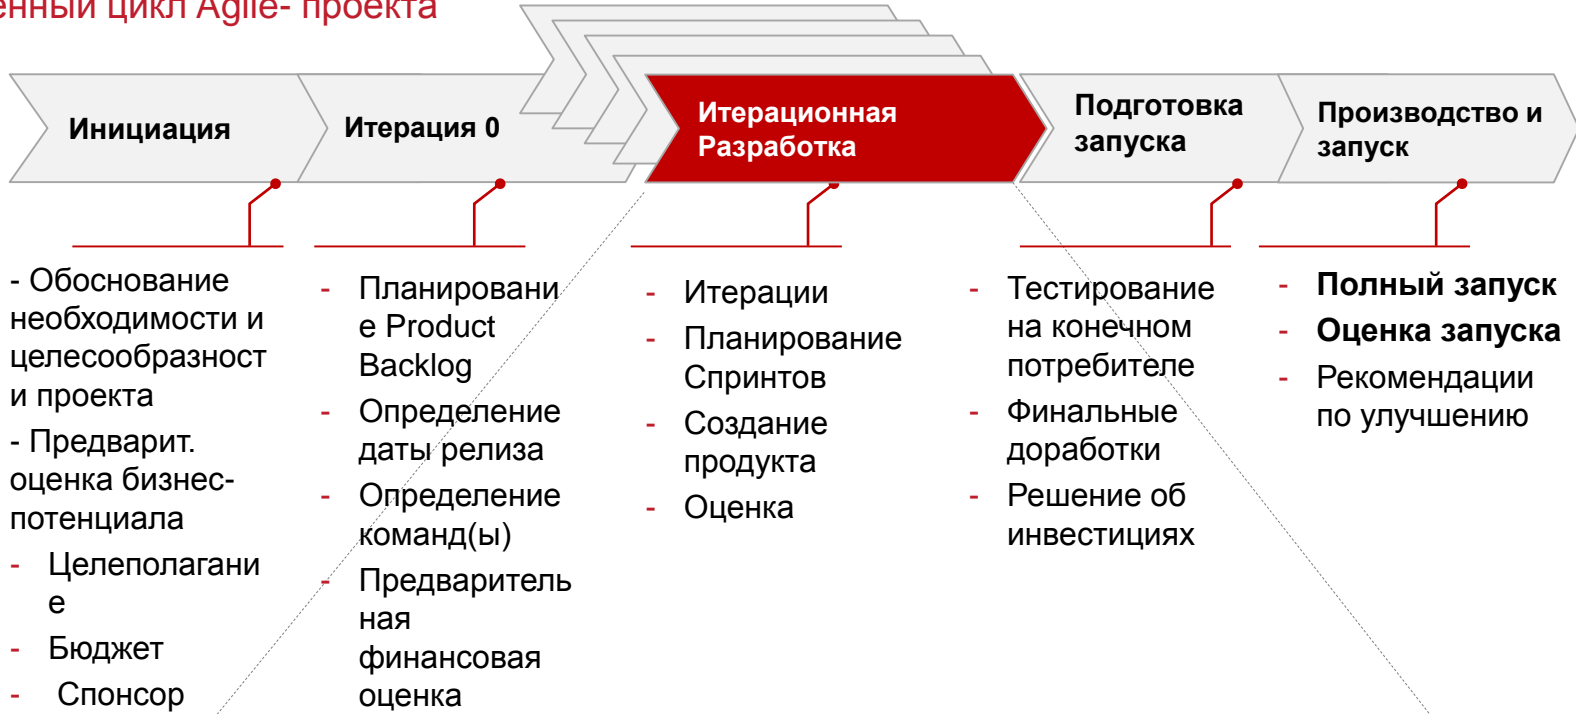 енный цикл Agile- проекта
Инициация
Итерация 0
Итерационная
Разработка
Подготовка
запуска
Производство и
запуск
- Обоснование
необходимости и
целесообразност
и проекта
- Предварит.
оценка бизнес-
потенциала
- Целеполагани
е
- Бюджет
- Спонсор
- Планировани
е Product
Backlog
- Определение
даты релиза
- Определение
команд(ы)
- Предваритель
ная
финансовая
оценка
- Итерации
- Планирование
Спринтов
- Создание
продукта
- Оценка
- Тестирование
на конечном
потребителе
- Финальные
доработки
- Решение об
инвестициях
- Полный запуск
- Оценка запуска
- Рекомендации
по улучшению